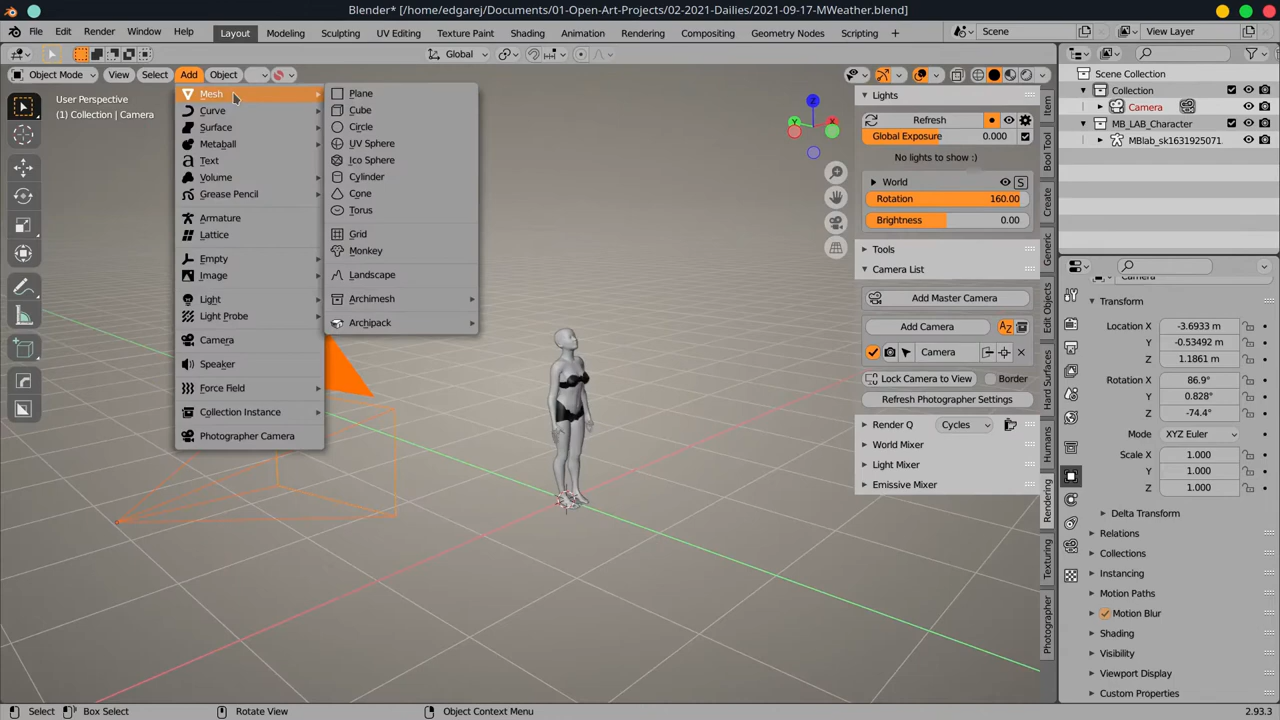 Blender* [/home/edgarej/Documents/01-Open-Art-Projects/02-2021-Dailies/2021-09-17-MWeather.blend]
File Edit Render Window Help Layout Modeling Sculpting UV Editing Texture Paint Shading Animation Rendering Compositing Geometry Nodes Scripting Scene View Layer
Global
Object Mode View Select Add Object
User Perspective
(1) Collection | Camera
Mesh
Curve
Surface
Metaball
Text
Volume
Grease Pencil
Armature
Lattice
Empty
Image
Light
Light Probe
Camera
Speaker
Force Field
Collection Instance
Photographer Camera
Plane
Cube
Circle
UV Sphere
Ico Sphere
Cylinder
Cone
Torus
Grid
Monkey
Landscape
Archimesh
Archipack
X
Y
Z
Lights
Refresh
Global Exposure 0.000
No lights to show :)
World S
Rotation 160.00
Brightness 0.00
Tools
Camera List
Add Master Camera
Add Camera
Camera
Lock Camera to View Border
Refresh Photographer Settings
Render Q Cycles
World Mixer
Light Mixer
Emissive Mixer
Item
Bool Tool
Create
Generic
Edit Objects
Hard Surfaces
Humans
Rendering
Texturing
Photographer
Scene Collection
Collection
Camera
MB_LAB_Character
MBlab_sk1631925071.
Camera
Transform
Location X -3.6933 m
Y -0.53492 m
Z 1.1861 m
Rotation X 86.9°
Y 0.828°
Z -74.4°
Mode XYZ Euler
Scale X 1.000
Y 1.000
Z 1.000
Delta Transform
Relations
Collections
Instancing
Motion Paths
Motion Blur
Shading
Visibility
Viewport Display
Custom Properties
Select Box Select Rotate View Object Context Menu 2.93.3